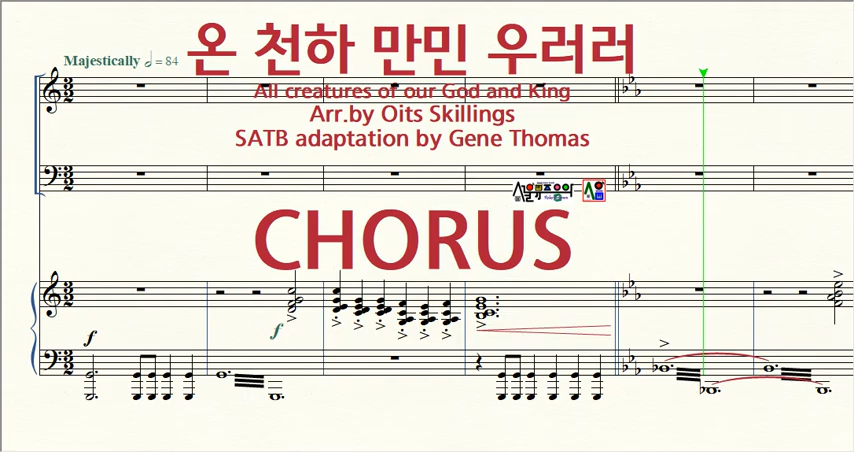 온 천하 만민 우러러
Majestically 𝅗𝅥 = 84
All creatures of our God and King
Arr.by Oits Skillings
SATB adaptation by Gene Thomas
CHORUS
f
f